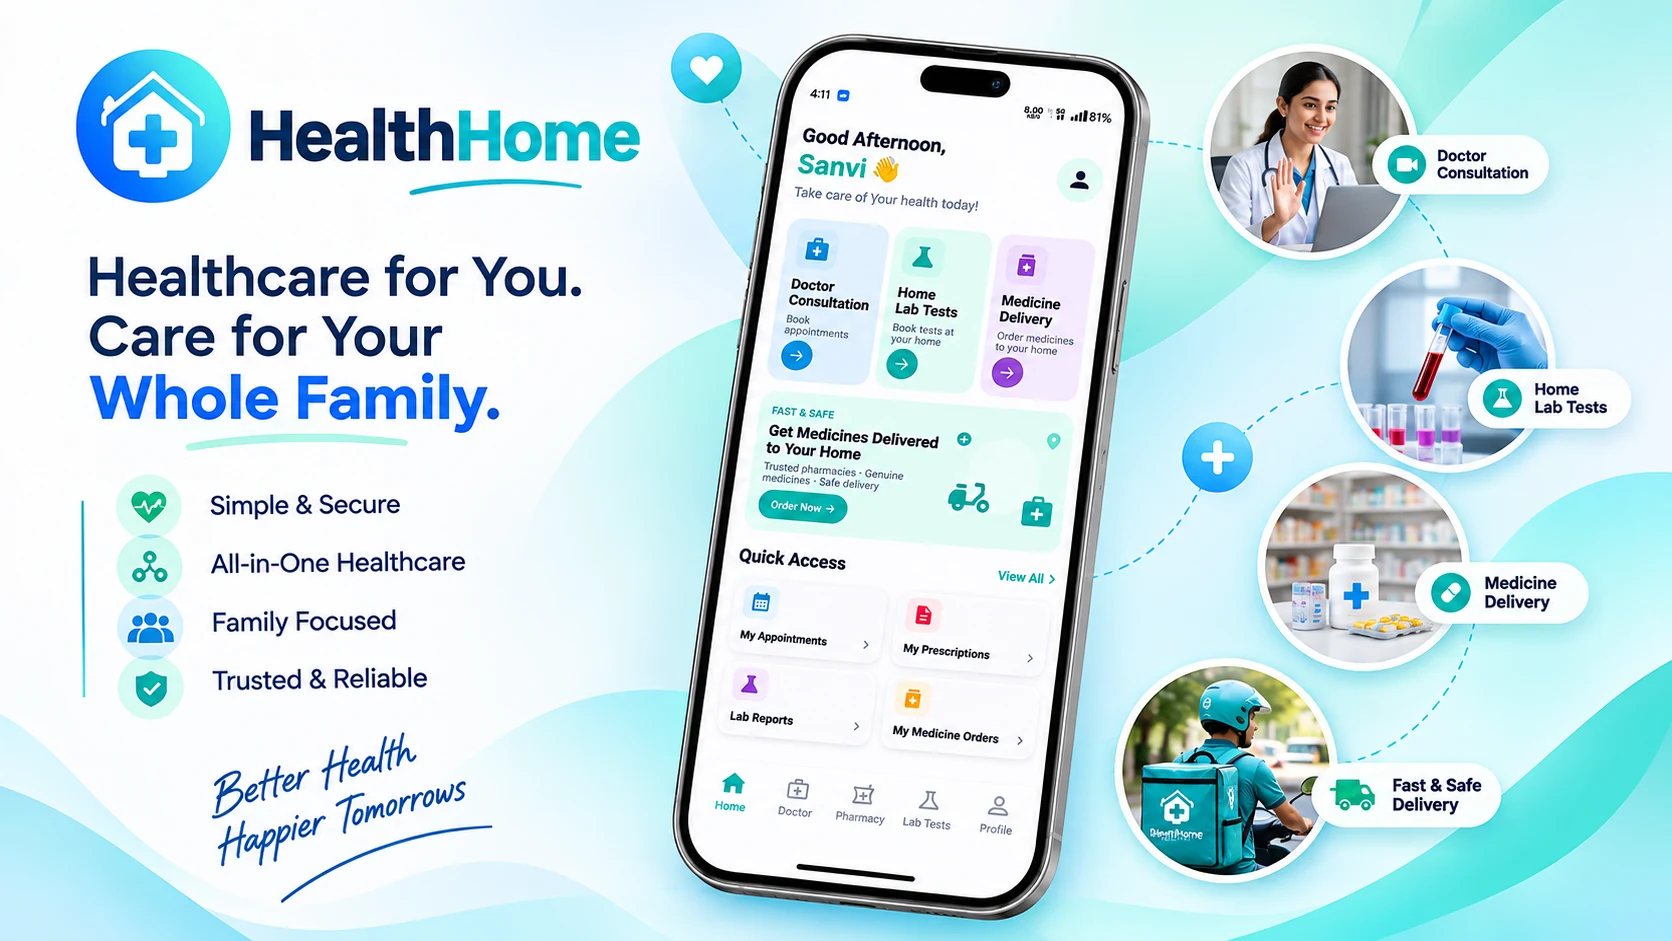 HealthHome
Healthcare for You.
Care for Your
Whole Family.
Simple & Secure
All-in-One Healthcare
Family Focused
Trusted & Reliable
Better Health
Happier Tomorrows
4:11
8.00
KB/S
5G
81%
Good Afternoon,
Sanvi 👋
Take care of your health today!
Doctor
Consultation
Book
appointments
Home
Lab Tests
Book tests at
your home
Medicine
Delivery
Order medicines
to your home
FAST & SAFE
Get Medicines Delivered
to Your Home
Trusted pharmacies · Genuine
medicines · Safe delivery
Order Now →
Quick Access
View All >
My Appointments
My Prescriptions
Lab Reports
My Medicine Orders
Home
Doctor
Pharmacy
Lab Tests
Profile
Doctor
Consultation
Home
Lab Tests
Medicine
Delivery
Fast & Safe
Delivery